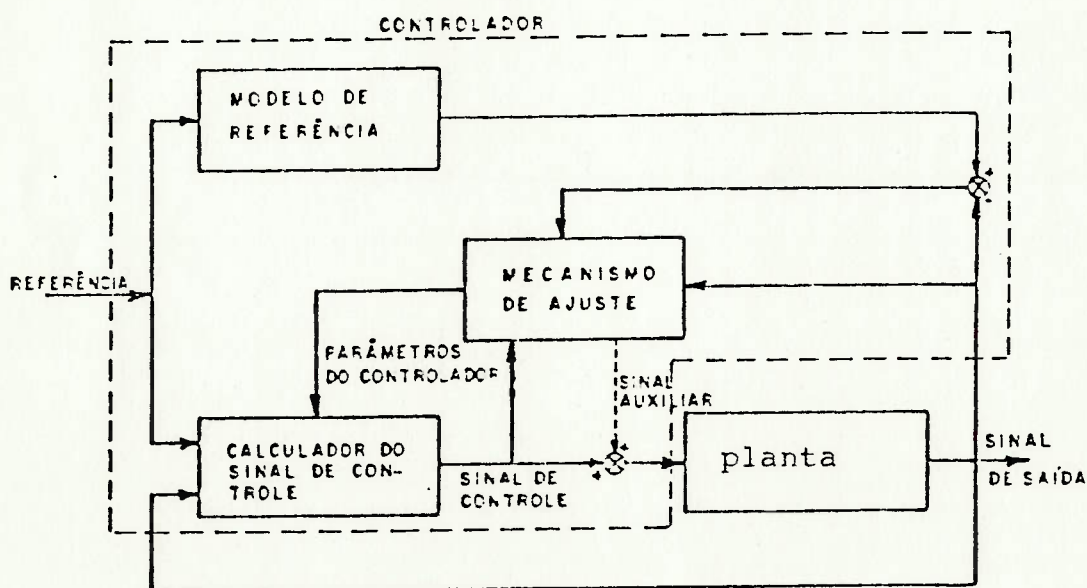 CONTROLADOR
MODELO DE
REFERÊNCIA
REFERÊNCIA
MECANISMO
DE AJUSTE
PARÂMETROS
DO CONTROLADOR
SINAL
AUXILIAR
CALCULADOR DO
SINAL DE CON-
TROLE
SINAL DE
CONTROLE
planta
SINAL
DE SAÍDA